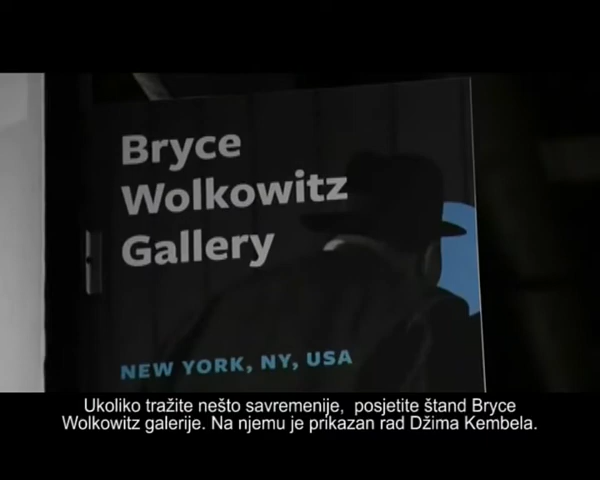 Bryce
Wolkowitz
Gallery
NEW YORK, NY, USA
Ukoliko tražite nešto savremenije, posjetite štand Bryce
Wolkowitz galerije. Na njemu je prikazan rad Džima Kembela.